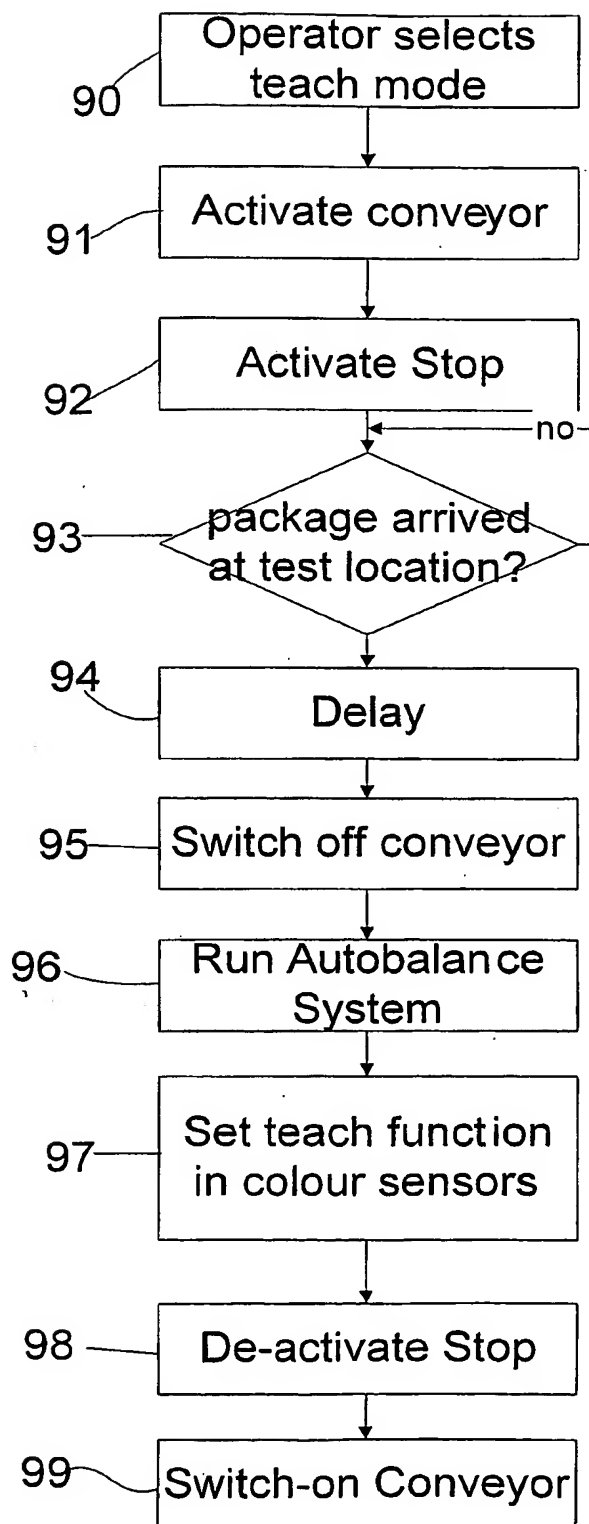 90
Operator selects
teach mode
91
Activate conveyor
92
Activate Stop
no
93
package arrived
at test location?
94
Delay
95
Switch off conveyor
96
Run Autobalance
System
97
Set teach function
in colour sensors
98
De-activate Stop
99
Switch-on Conveyor